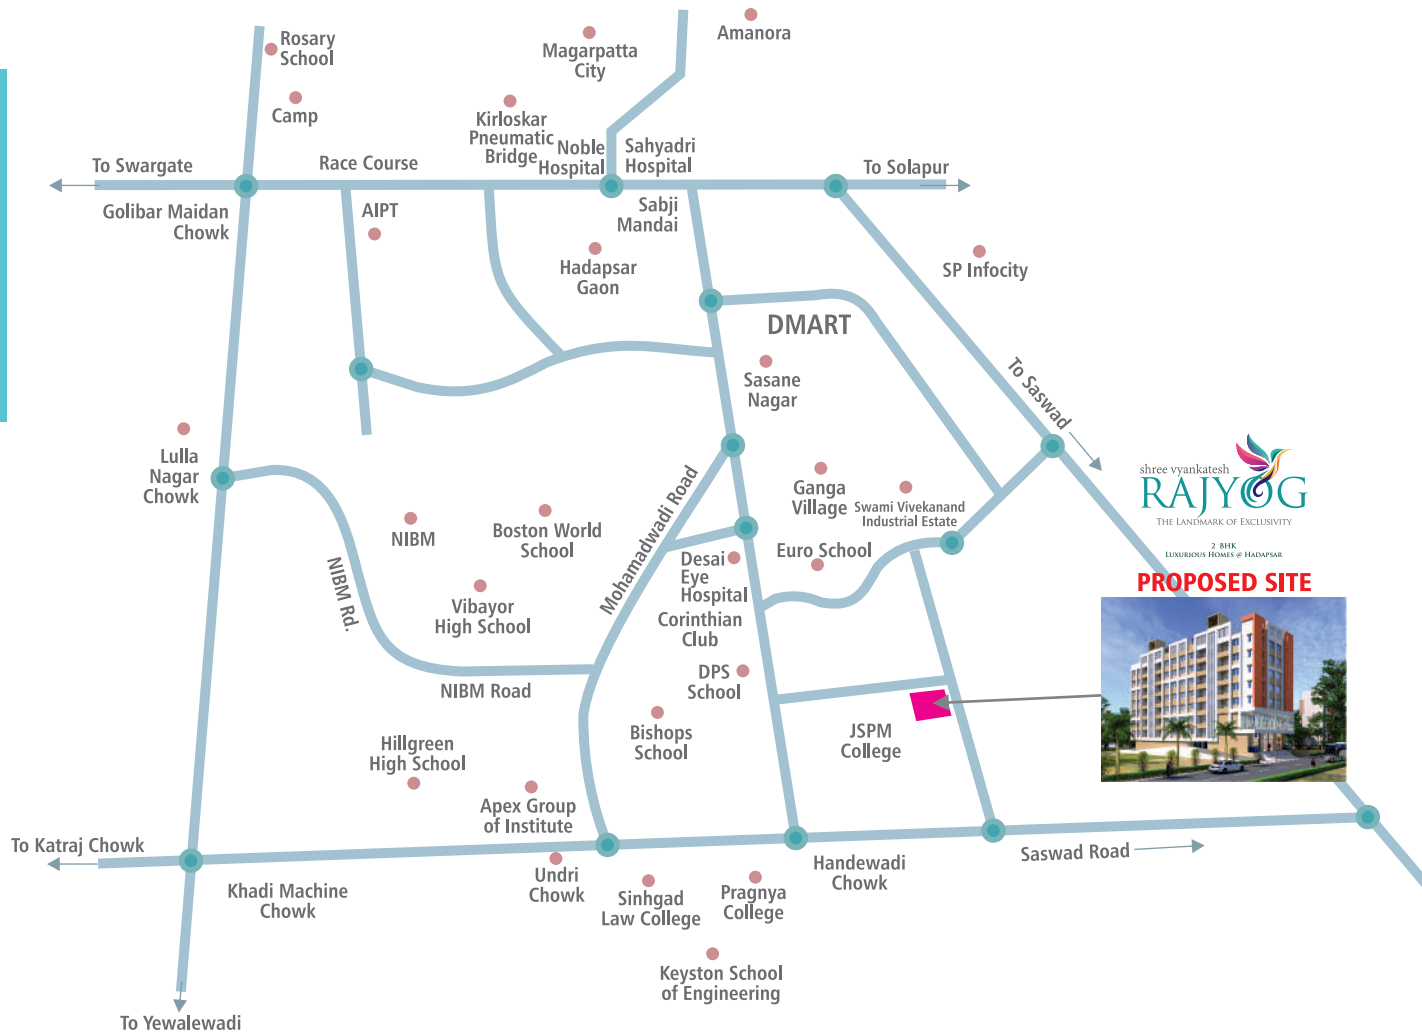 Rosary
School
Camp
Magarpatta
City
Amanora
Kirloskar
Pneumatic
Bridge
Noble
Hospital
Sahyadri
Hospital
To Swargate
Race Course
To Solapur
Golibar Maidan
Chowk
AIPT
Sabji
Mandai
Hadapsar
Gaon
SP Infocity
DMART
Sasane
Nagar
To Saswad
Lulla
Nagar
Chowk
NIBM
Boston World
School
Mohamadwadi Road
Ganga
Village
Swami Vivekanand
Industrial Estate
shree vyankatesh
RAJYOG
THE LANDMARK OF EXCLUSIVITY
2 BHK
LUXURIOUS HOMES @ HADAPSAR
PROPOSED SITE
NIBM Rd.
Vibayor
High School
Desai
Eye
Hospital
Euro School
Corinthian
Club
NIBM Road
DPS
School
Bishops
School
JSPM
College
Hillgreen
High School
Apex Group
of Institute
To Katraj Chowk
Khadi Machine
Chowk
Undri
Chowk
Sinhgad
Law College
Pragnya
College
Handewadi
Chowk
Saswad Road
Keyston School
of Engineering
To Yewalewadi